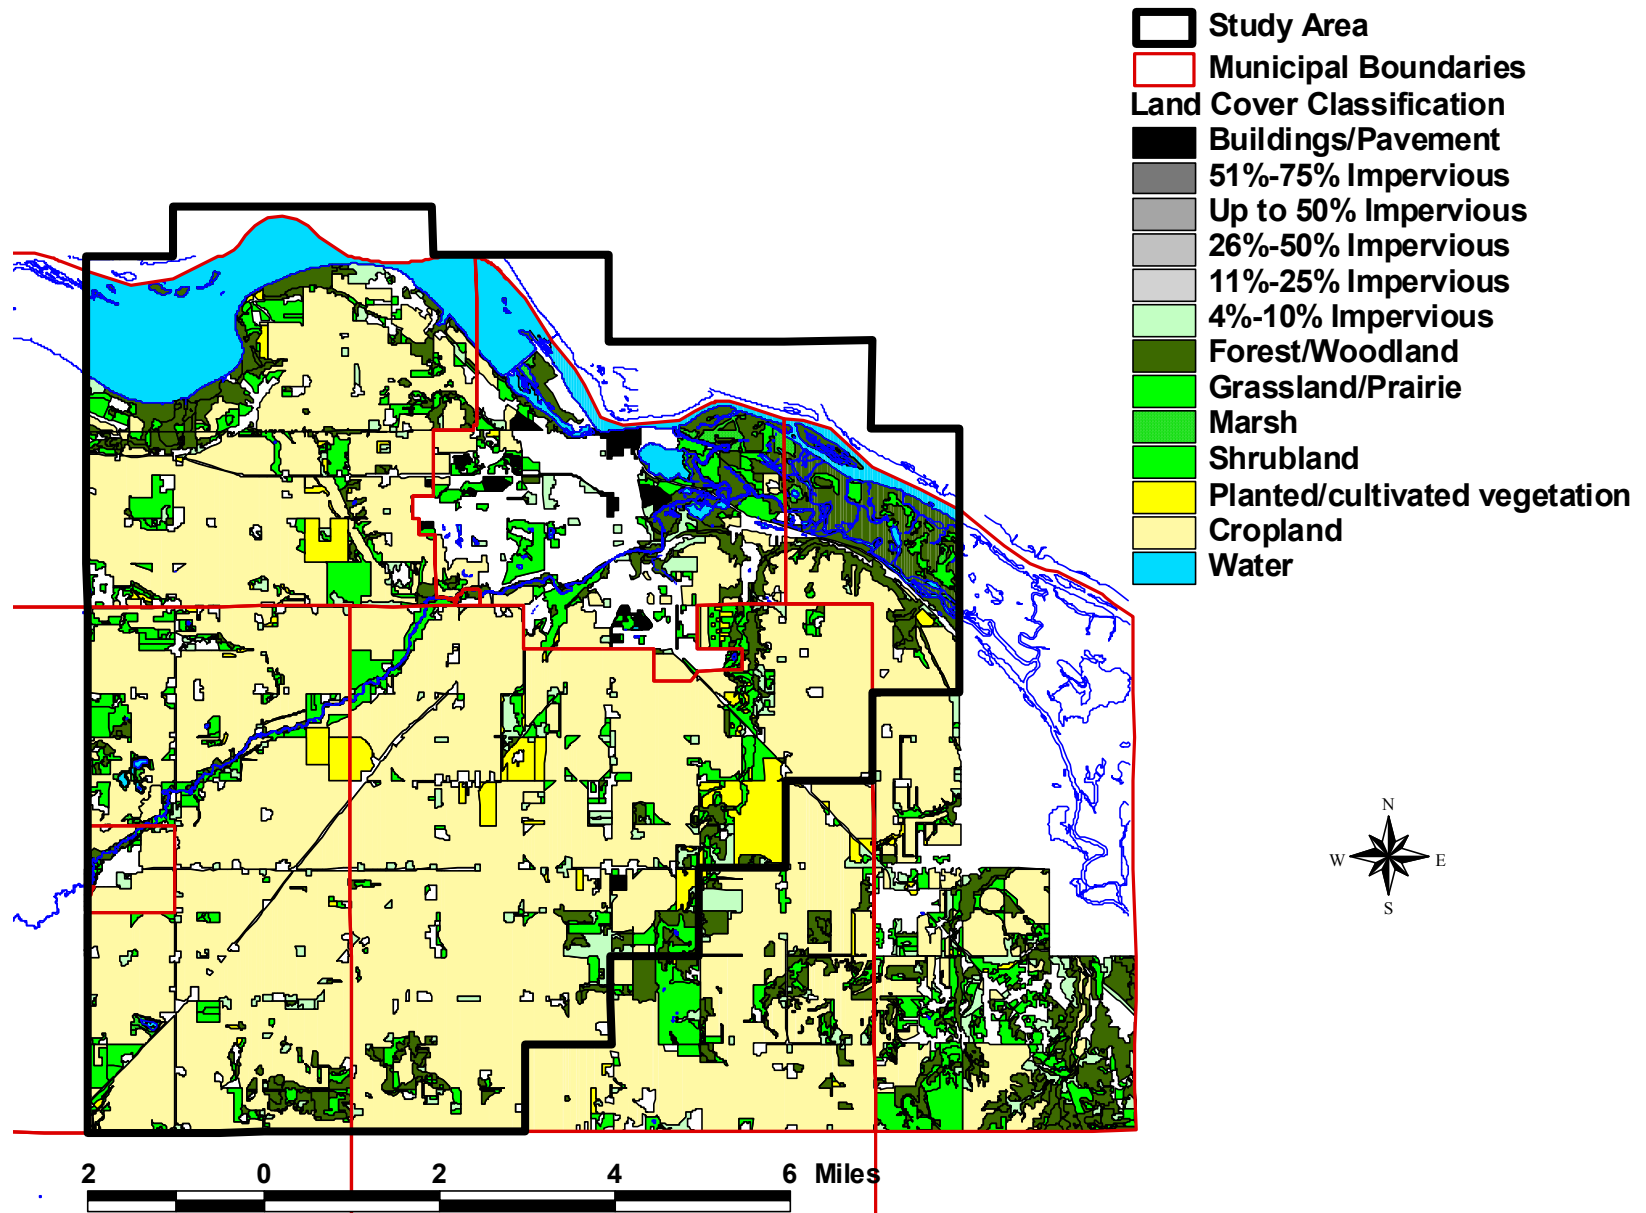 Study Area
Municipal Boundaries
Land Cover Classification
Buildings/Pavement
51%-75% Impervious
Up to 50% Impervious
26%-50% Impervious
11%-25% Impervious
4%-10% Impervious
Forest/Woodland
Grassland/Prairie
Marsh
Shrubland
Planted/cultivated vegetation
Cropland
Water
N
W E
S
2 0 2 4 6 Miles